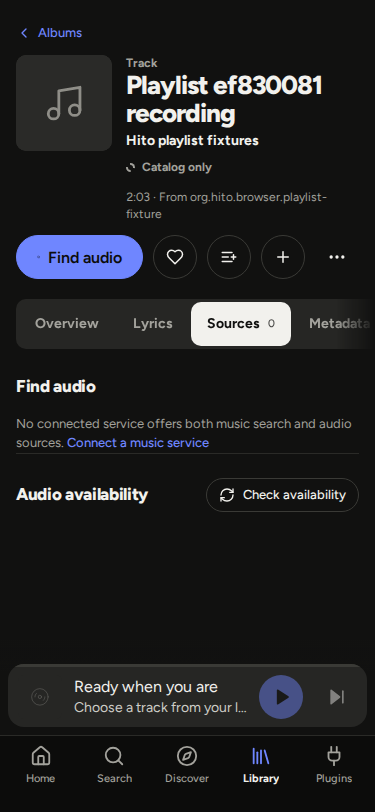 Albums
Track
Playlist ef830081
recording
Hito playlist fixtures
Catalog only
2:03 · From org.hito.browser.playlist-
fixture
Find audio
Overview
Lyrics
Sources 0
Metadata
Find audio
No connected service offers both music search and audio
sources. Connect a music service
Audio availability
Check availability
Ready when you are
Choose a track from your l...
Home
Search
Discover
Library
Plugins